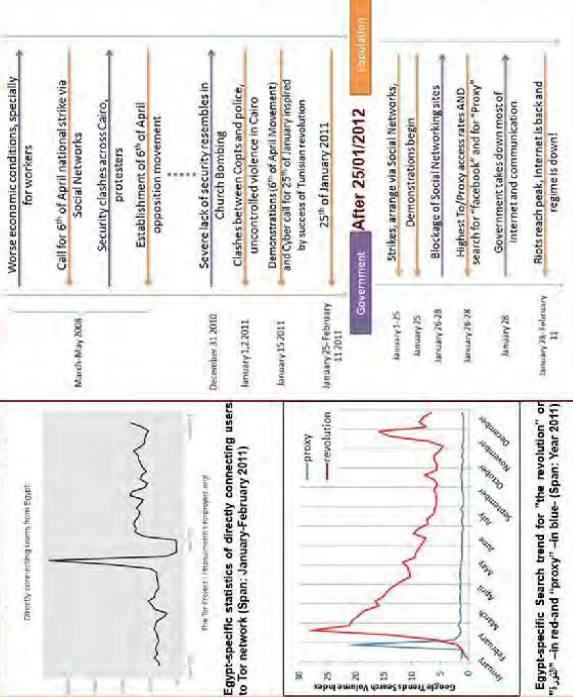 Directly connecting users from Egypt
The Tor Project - https://metrics.torproject.org/
Egypt-specific statistics of directly connecting users
to Tor network (Span: January-February 2011)
Google Trends Search Volume Index
30
25
20
15
10
5
0
proxy
revolution
January
February
March
April
May
June
July
September
October
November
December
Egypt-specific Search trend for "the revolution" or
"الثورة" –in red-and "proxy" –In blue- (Span: Year 2011)
March-May 2008
Worse economic conditions, specially
for workers
Call for 6th of April national strike via
Social Networks
Security clashes across Cairo,
protesters
Establishment of 6th of April
opposition movement
December 31 2010
Severe lack of security resembles in
Church Bombing
January 1,2 2011
Clashes between Copts and police,
uncontrolled violence in Cairo
January 15 2011
Demonstrations (6th of April Movement)
and Cyber call for 25th of January inspired
by success of Tunisian revolution
January 25- February
11 2011
25th of January 2011
Government
After 25/01/2012
Population
January 1-25
Strikes, arrange via Social Networks,
January 25
Demonstrations begin
January 26-28
Blockage of Social Networking sites
January 26-28
Highest To/Proxy access rates AND
search for "facebook" and for "Proxy"
January 28
Government takes down most of
Internet and communication
January 28- February
11
Riots reach peak, Internet is back and
regime is down!